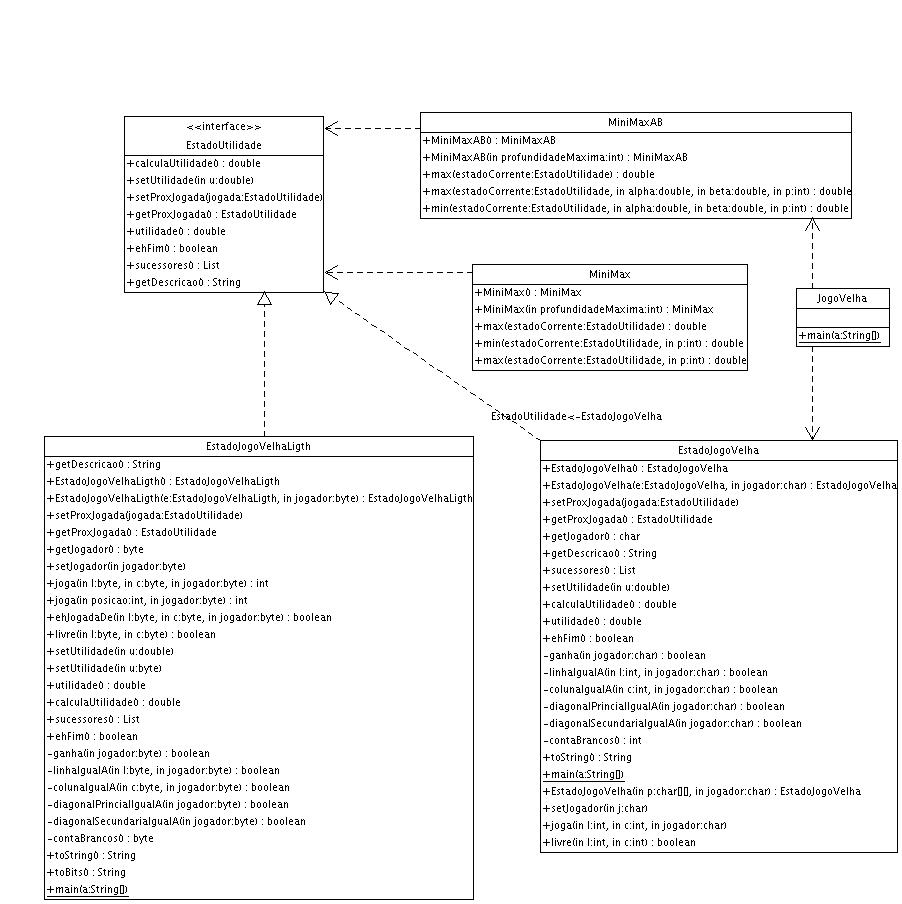 <<interface>>
EstadoUtilidade
+calculaUtilidade() : double
+setUtilidade(in u:double)
+setProxJogada(jogada:EstadoUtilidade)
+getProxJogada() : EstadoUtilidade
+utilidade() : double
+ehFim() : boolean
+sucessores() : List
+getDescricao() : String
MiniMaxAB
+MiniMaxAB() : MiniMaxAB
+MiniMaxAB(in profundidadeMaxima:int) : MiniMaxAB
+max(estadoCorrente:EstadoUtilidade) : double
+max(estadoCorrente:EstadoUtilidade, in alpha:double, in beta:double, in p:int) : double
+min(estadoCorrente:EstadoUtilidade, in alpha:double, in beta:double, in p:int) : double
MiniMax
+MiniMax() : MiniMax
+MiniMax(in profundidadeMaxima:int) : MiniMax
+max(estadoCorrente:EstadoUtilidade) : double
+min(estadoCorrente:EstadoUtilidade, in p:int) : double
+max(estadoCorrente:EstadoUtilidade, in p:int) : double
JogoVelha
+main(a:String[])
EstadoUtilidade<-EstadoJogoVelha
EstadoJogoVelhaLigth
+getDescricao() : String
+EstadoJogoVelhaLigth() : EstadoJogoVelhaLigth
+EstadoJogoVelhaLigth(e:EstadoJogoVelhaLigth, in jogador:byte) : EstadoJogoVelhaLigth
+setProxJogada(jogada:EstadoUtilidade)
+getProxJogada() : EstadoUtilidade
+getJogador() : byte
+setJogador(in jogador:byte)
+joga(in l:byte, in c:byte, in jogador:byte) : int
+joga(in posicao:int, in jogador:byte) : int
+ehJogadaDe(in l:byte, in c:byte, in jogador:byte) : boolean
+livre(in l:byte, in c:byte) : boolean
+setUtilidade(in u:double)
+setUtilidade(in u:byte)
+utilidade() : double
+calculaUtilidade() : double
+sucessores() : List
+ehFim() : boolean
-ganha(in jogador:byte) : boolean
-linhaIgualA(in l:byte, in jogador:byte) : boolean
-colunaIgualA(in c:byte, in jogador:byte) : boolean
-diagonalPrincialIgualA(in jogador:byte) : boolean
-diagonalSecundariaIgualA(in jogador:byte) : boolean
-contaBrancos() : byte
+toString() : String
+toBits() : String
+main(a:String[])
EstadoJogoVelha
+EstadoJogoVelha() : EstadoJogoVelha
+EstadoJogoVelha(e:EstadoJogoVelha, in jogador:char) : EstadoJogoVelha
+setProxJogada(jogada:EstadoUtilidade)
+getProxJogada() : EstadoUtilidade
+getJogador() : char
+getDescricao() : String
+sucessores() : List
+setUtilidade(in u:double)
+calculaUtilidade() : double
+utilidade() : double
+ehFim() : boolean
-ganha(in jogador:char) : boolean
-linhaIgualA(in l:int, in jogador:char) : boolean
-colunaIgualA(in c:int, in jogador:char) : boolean
-diagonalPrincialIgualA(in jogador:char) : boolean
-diagonalSecundariaIgualA(in jogador:char) : boolean
-contaBrancos() : int
+toString() : String
+main(a:String[])
+EstadoJogoVelha(in p:char[][], in jogador:char) : EstadoJogoVelha
+setJogador(in j:char)
+joga(in l:int, in c:int, in jogador:char)
+livre(in l:int, in c:int) : boolean